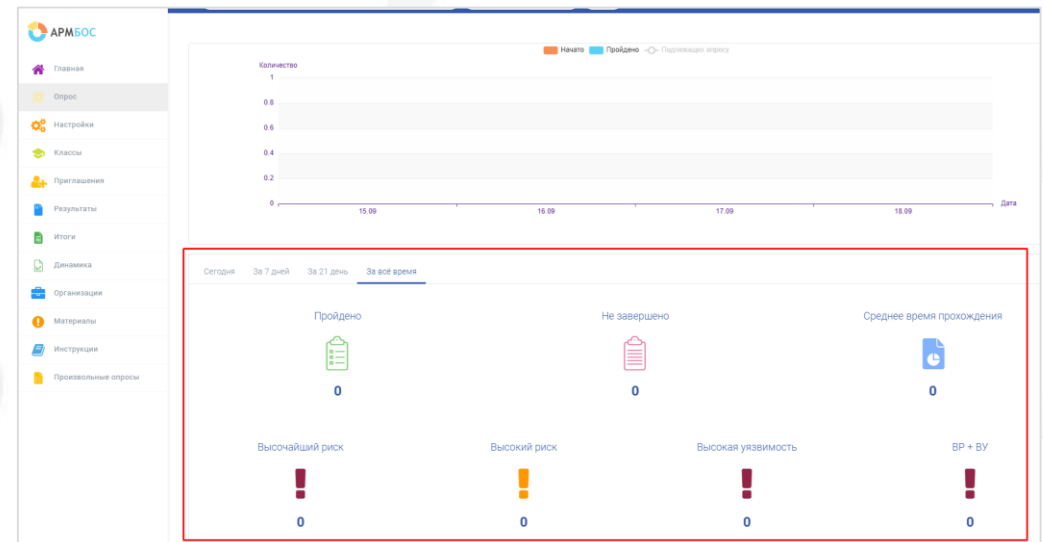 АРМБОС
Главная
Опрос
Настройки
Классы
Приглашения
Результаты
Итоги
Динамика
Организации
Материалы
Инструкции
Произвольные опросы
Начато Пройдено Подлежащих опросу
Количество
1
0.8
0.6
0.4
0.2
0
15.09 16.09 17.09 18.09 Дата
Сегодня За 7 дней За 21 день За всё время
Пройдено Не завершено Среднее время прохождения
0 0 0
Высочайший риск Высокий риск Высокая уязвимость ВР + ВУ
0 0 0 0